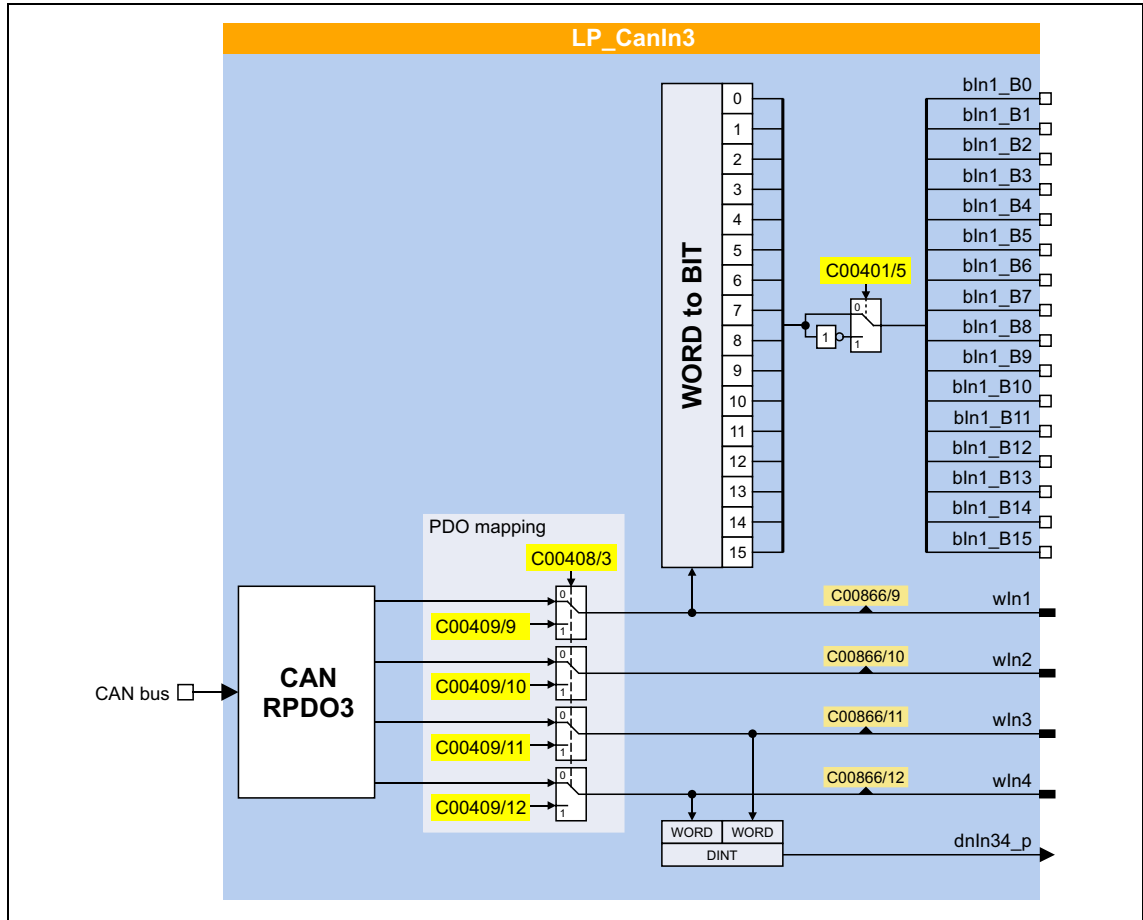 LP_CanIn3
WORD to BIT
0
1
2
3
4
5
6
7
8
9
10
11
12
13
14
15
C00401/5
0
1
1
bIn1_B0
bIn1_B1
bIn1_B2
bIn1_B3
bIn1_B4
bIn1_B5
bIn1_B6
bIn1_B7
bIn1_B8
bIn1_B9
bIn1_B10
bIn1_B11
bIn1_B12
bIn1_B13
bIn1_B14
bIn1_B15
PDO mapping
C00408/3
CAN bus
CAN
RPDO3
0
C00409/9
1
C00866/9
wIn1
0
C00409/10
1
C00866/10
wIn2
0
C00409/11
1
C00866/11
wIn3
0
C00409/12
1
C00866/12
wIn4
WORD WORD
DINT
dnIn34_p